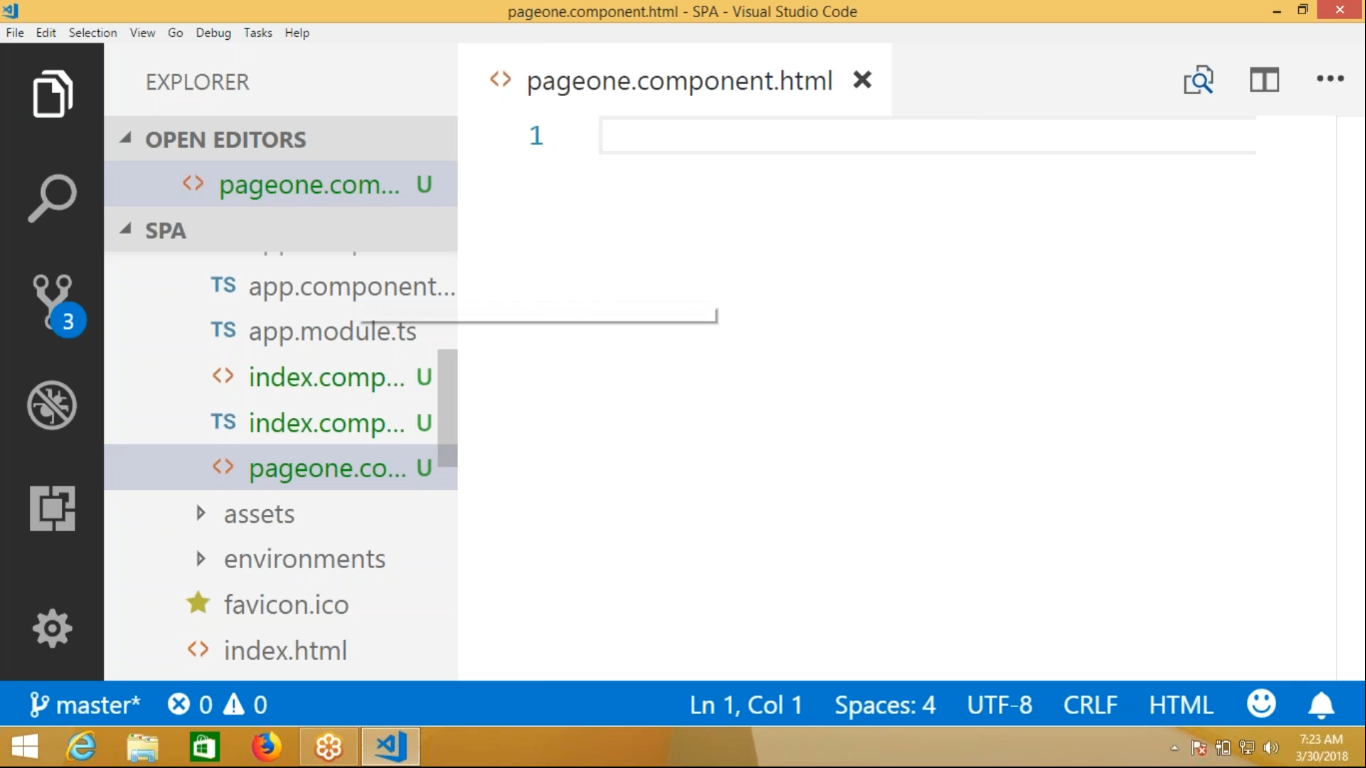 pageone.component.html - SPA - Visual Studio Code
File Edit Selection View Go Debug Tasks Help
EXPLORER
pageone.component.html
1
OPEN EDITORS
pageone.com... U
SPA
TS app.component...
TS app.module.ts
3
index.comp... U
TS index.comp... U
pageone.co... U
assets
environments
favicon.ico
index.html
master* 0 0 Ln 1, Col 1 Spaces: 4 UTF-8 CRLF HTML
7:23 AM
3/30/2018